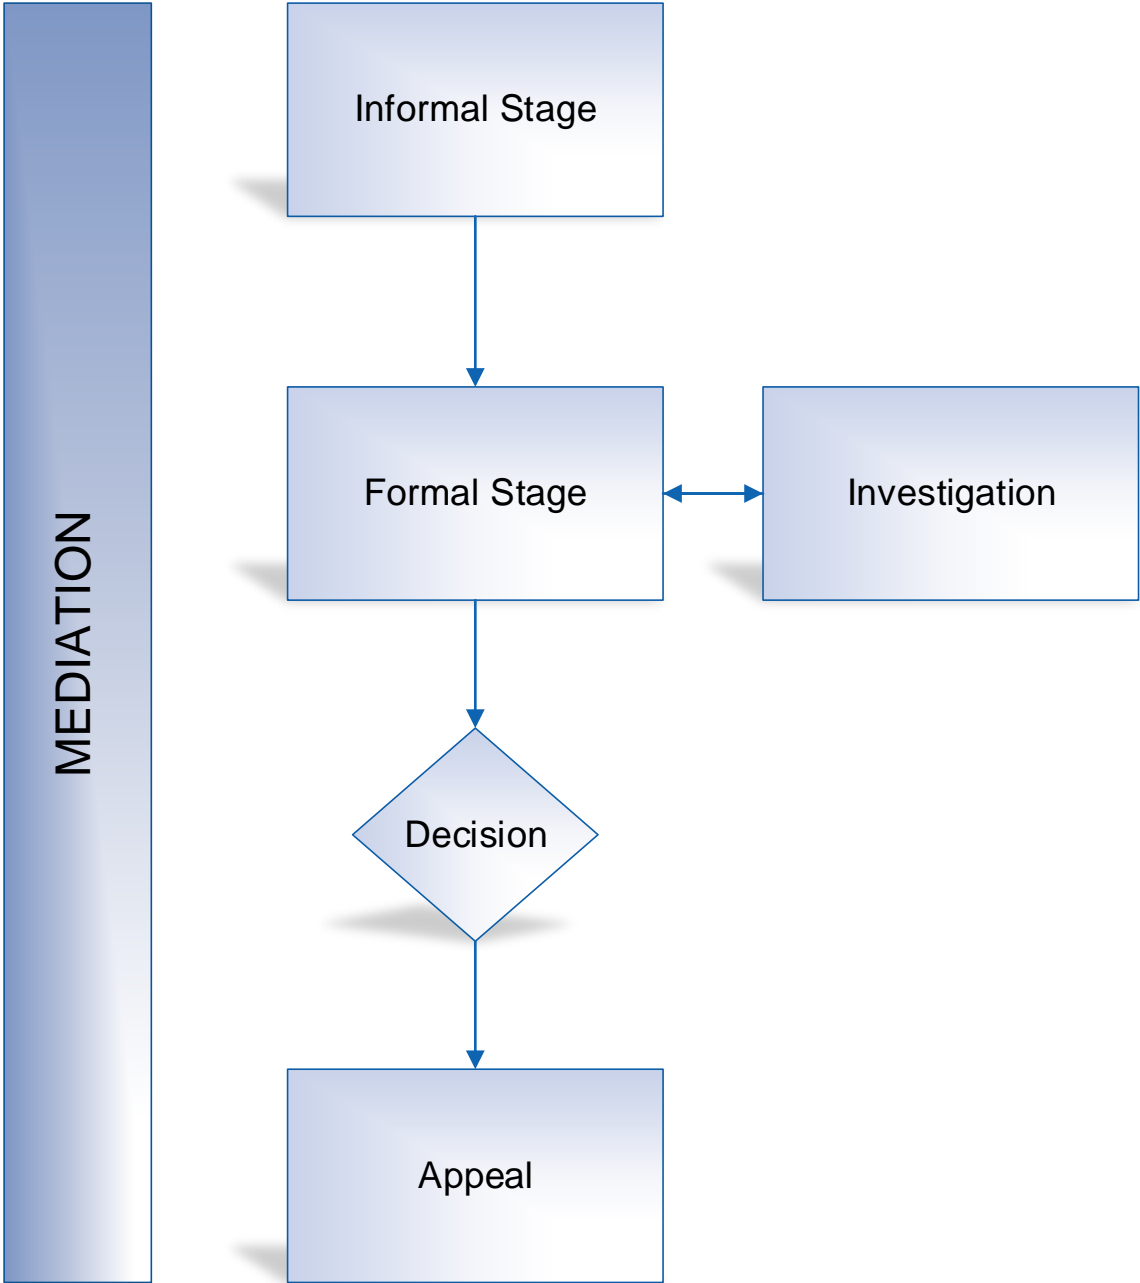 MEDIATION
Informal Stage
Formal Stage
Investigation
Decision
Appeal